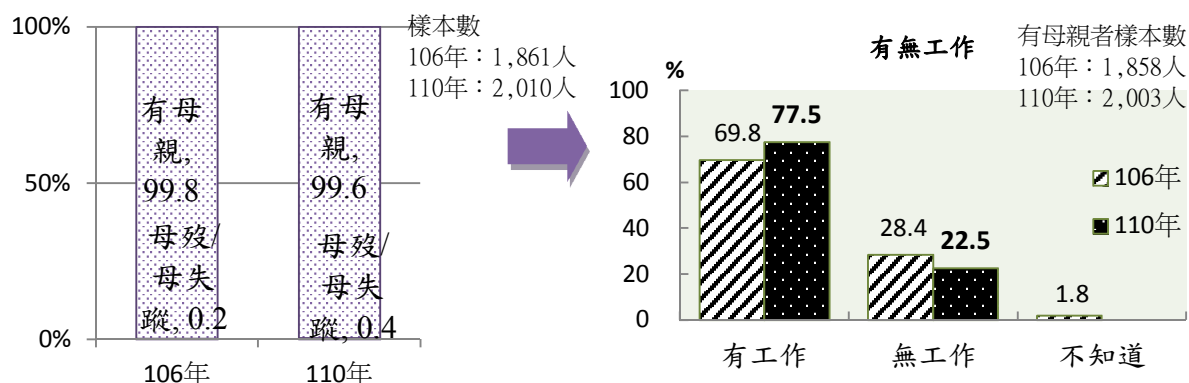 100%
50%
0%
有母
親,
99.8
母歿/
母失
蹤, 0.2
有母
親,
99.6
母歿/
母失
蹤, 0.4
106年
110年
樣本數
106年：1,861人
110年：2,010人
有無工作
有母親者樣本數
106年：1,858人
110年：2,003人
%
100
80
60
40
20
0
69.8
77.5
28.4
22.5
1.8
106年
110年
有工作
無工作
不知道